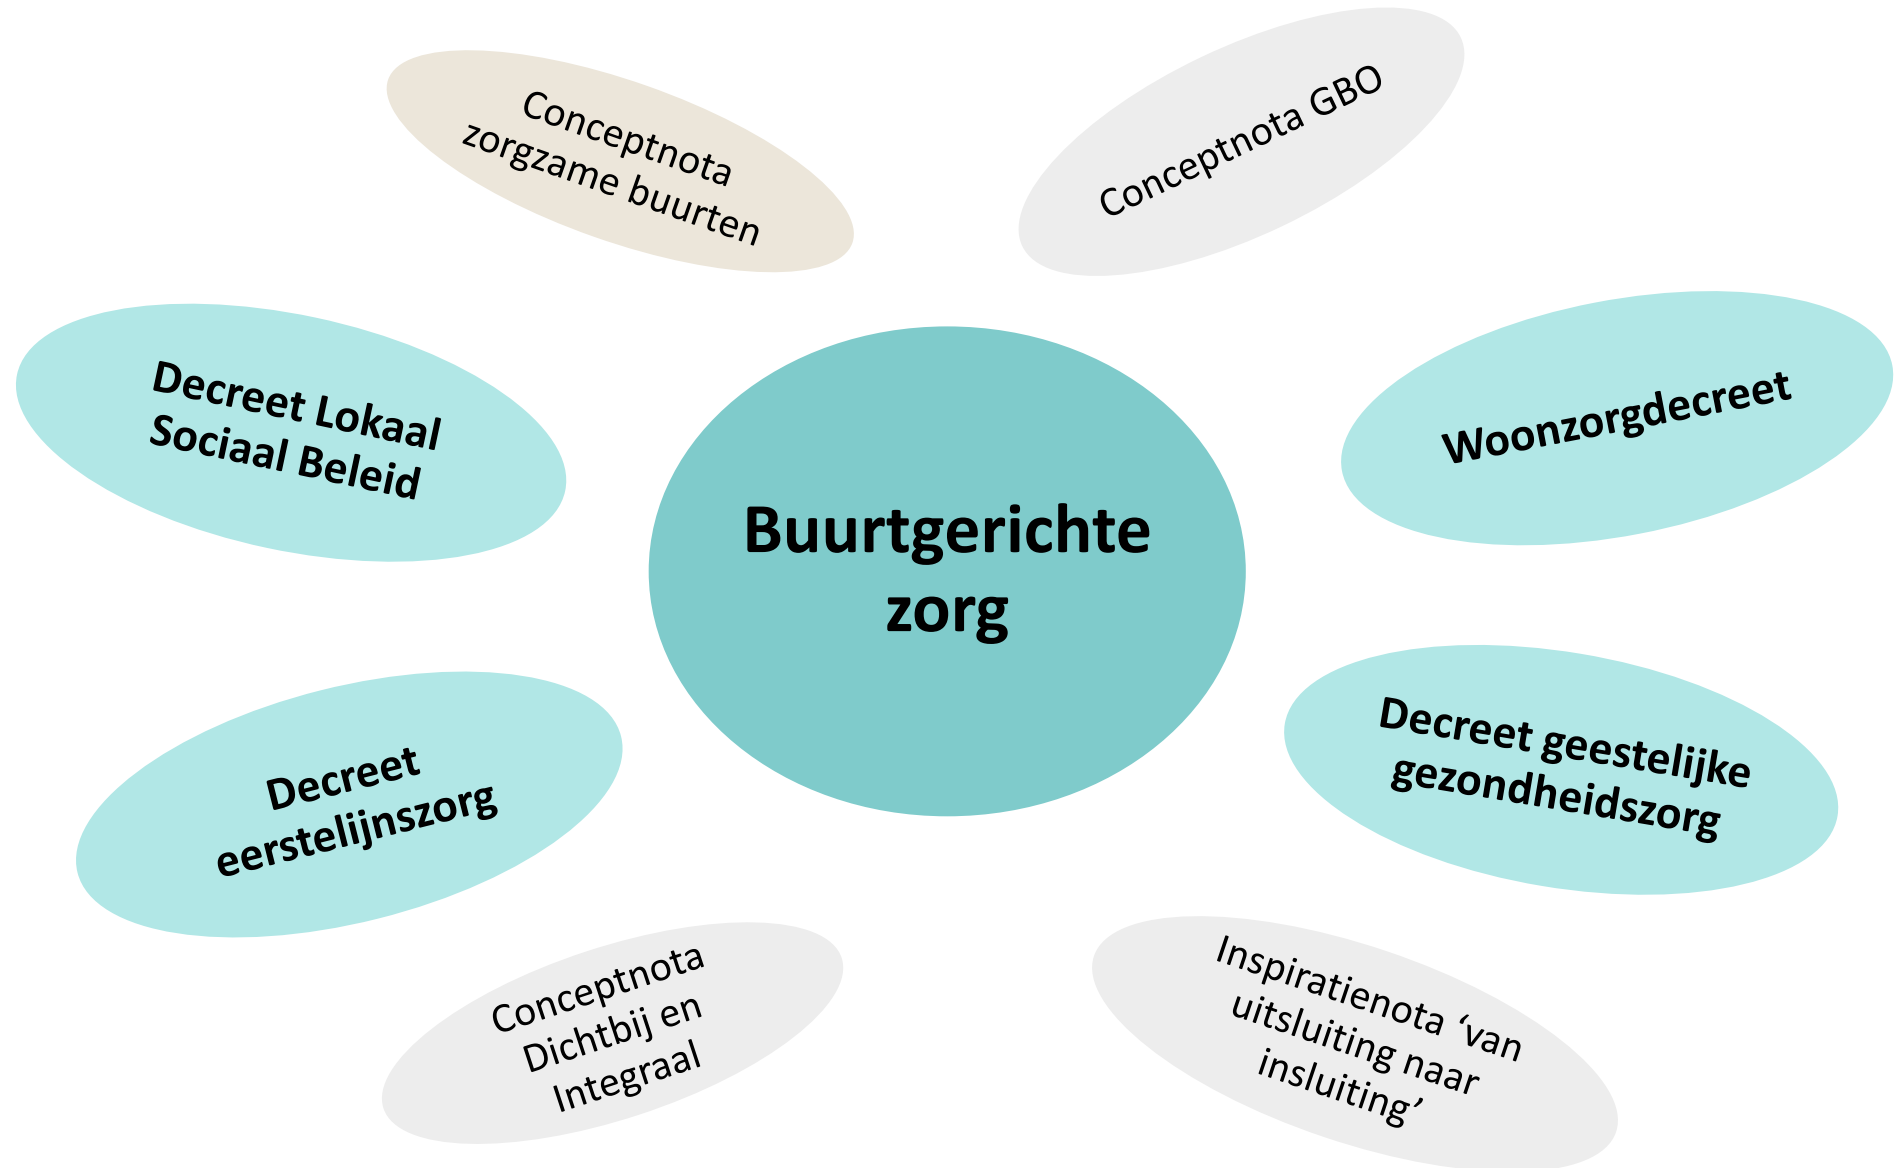 Conceptnota
zorgzame buurten
Conceptnota GBO
Decreet Lokaal
Sociaal Beleid
Woonzorgdecreet
Buurtgerichte
zorg
Decreet
eerstelijnszorg
Decreet geestelijke
gezondheidszorg
Conceptnota
Dichtbij en
Integraal
Inspiratienota ‘van
uitsluiting naar
insluiting’